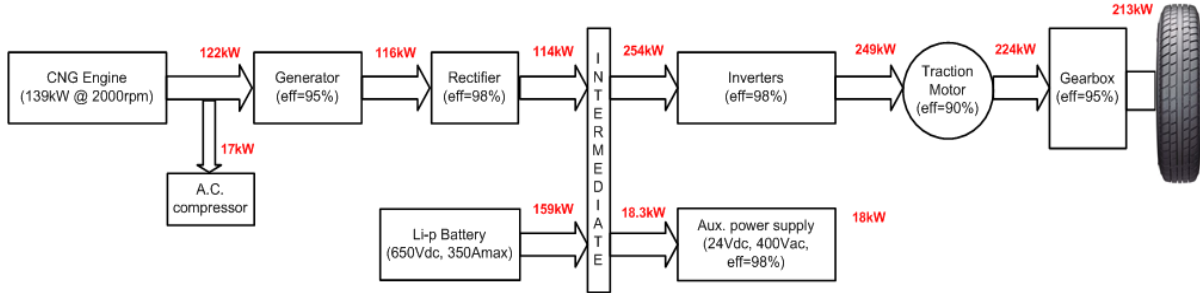 213kW
122kW
116kW
114kW
254kW
249kW
224kW
CNG Engine
(139kW @ 2000rpm)
Generator
(eff=95%)
Rectifier
(eff=98%)
INTERMEDIATE
Inverters
(eff=98%)
Traction
Motor
(eff=90%)
Gearbox
(eff=95%)
17kW
A.C.
compressor
159kW
18.3kW
18kW
Li-p Battery
(650Vdc, 350Amax)
Aux. power supply
(24Vdc, 400Vac,
eff=98%)